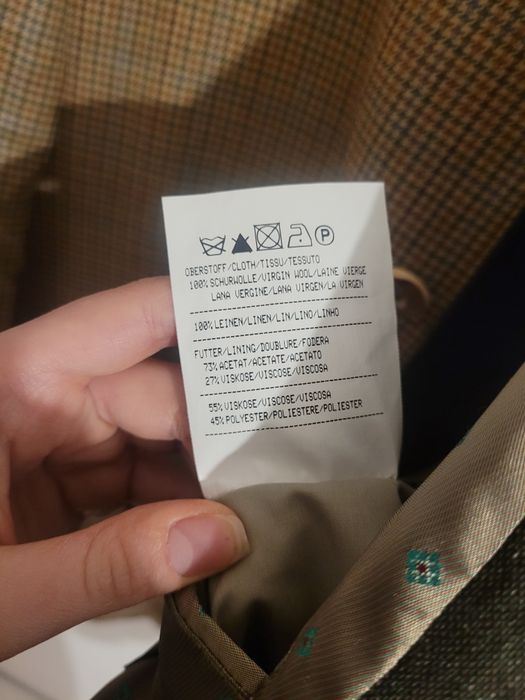 P
OBERSTOFF/CLOTH/TISSU/TESSUTO
100% SCHURWOLLE/VIRGIN WOOL/LAINE VIERGE
LANA VERGINE/LANA VIRGEN/LA VIRGEN
100% LEINEN/LINEN/LIN/LINO/LINHO
FUTTER/LINING/DOUBLURE/FODERA
73% ACETAT/ACETATE/ACETATO
27% VISKOSE/VISCOSE/VISCOSA
55% VISKOSE/VISCOSE/VISCOSA
45% POLYESTER/POLIESTERE/POLIESTER